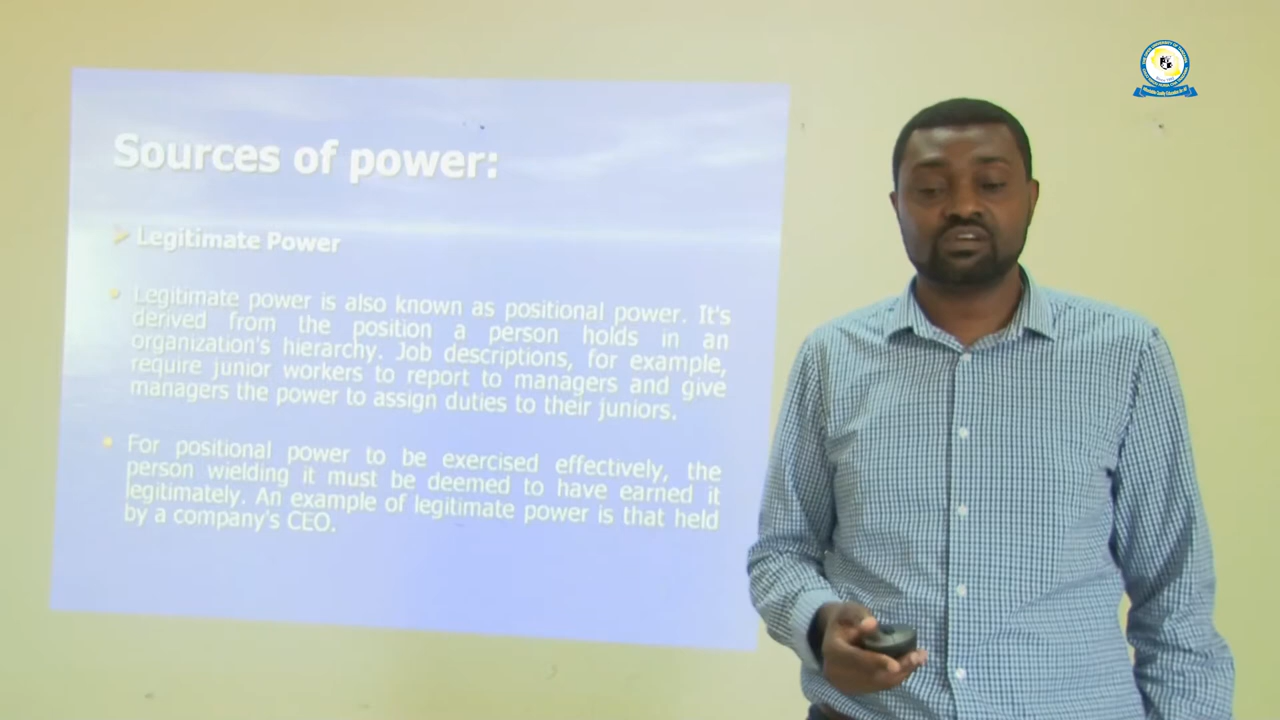 Sources of power:
Legitimate Power
Legitimate power is also known as positional power. It's
derived from the position a person holds in an
organization's hierarchy. Job descriptions, for example,
require junior workers to report to managers and give
managers the power to assign duties to their juniors.
For positional power to be exercised effectively, the
person wielding it must be deemed to have earned it
legitimately. An example of legitimate power is that held
by a company's CEO.